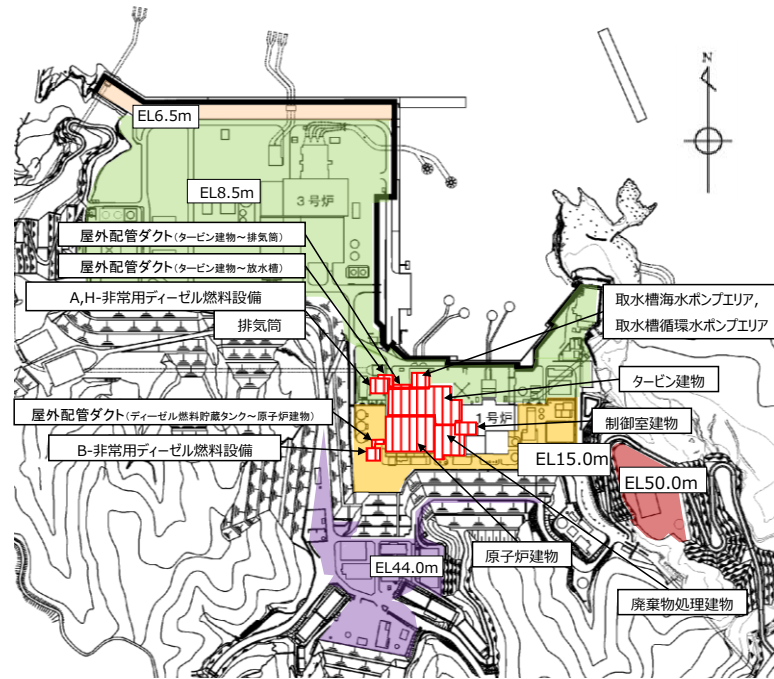 N
EL6.5m
EL8.5m
3号炉
屋外配管ダクト(タービン建物～排気筒)
屋外配管ダクト(タービン建物～放水槽)
A,H-非常用ディーゼル燃料設備
排気筒
取水槽海水ポンプエリア,
取水槽循環水ポンプエリア
タービン建物
屋外配管ダクト(ディーゼル燃料貯蔵タンク～原子炉建物)
1号炉
制御室建物
B-非常用ディーゼル燃料設備
EL15.0m
EL50.0m
原子炉建物
EL44.0m
廃棄物処理建物